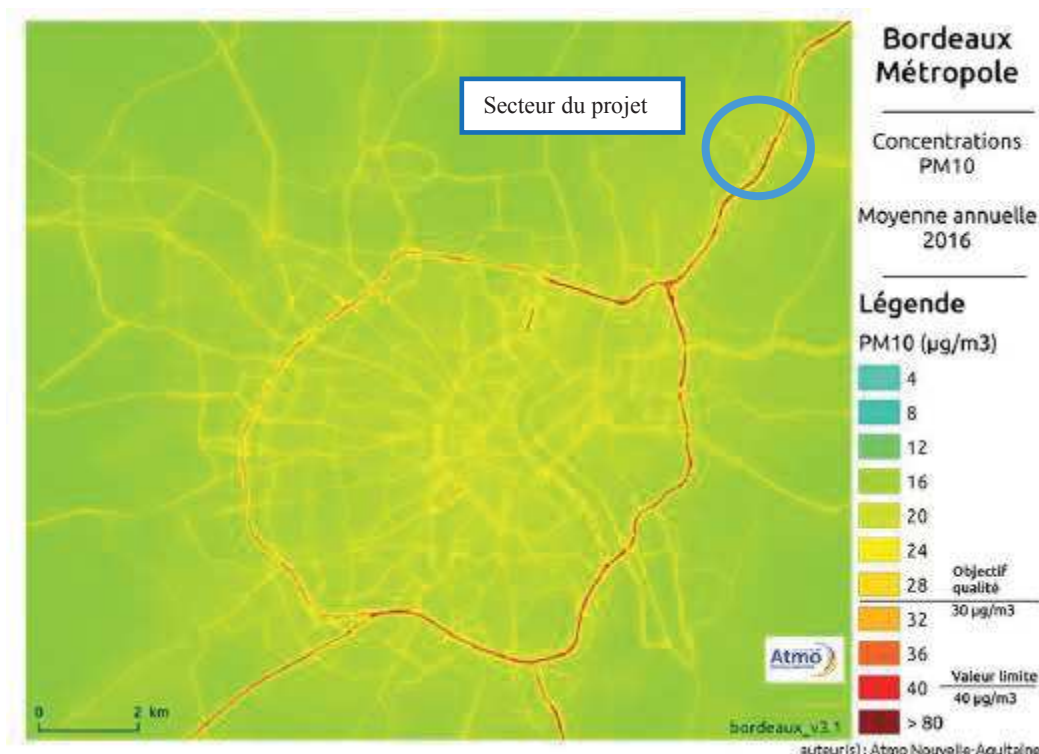 Secteur du projet
Bordeaux
Métropole
Concentrations
PM10
Moyenne annuelle
2016
Légende
PM10 (µg/m3)
4
8
12
16
20
24
28 Objectif
qualité
30 µg/m3
32
36
40 Valeur limite
40 µg/m3
> 80
Atmo
0 2 km
bordeaux_v3.1
auteur(s) : Atmo Nouvelle-Aquitaine